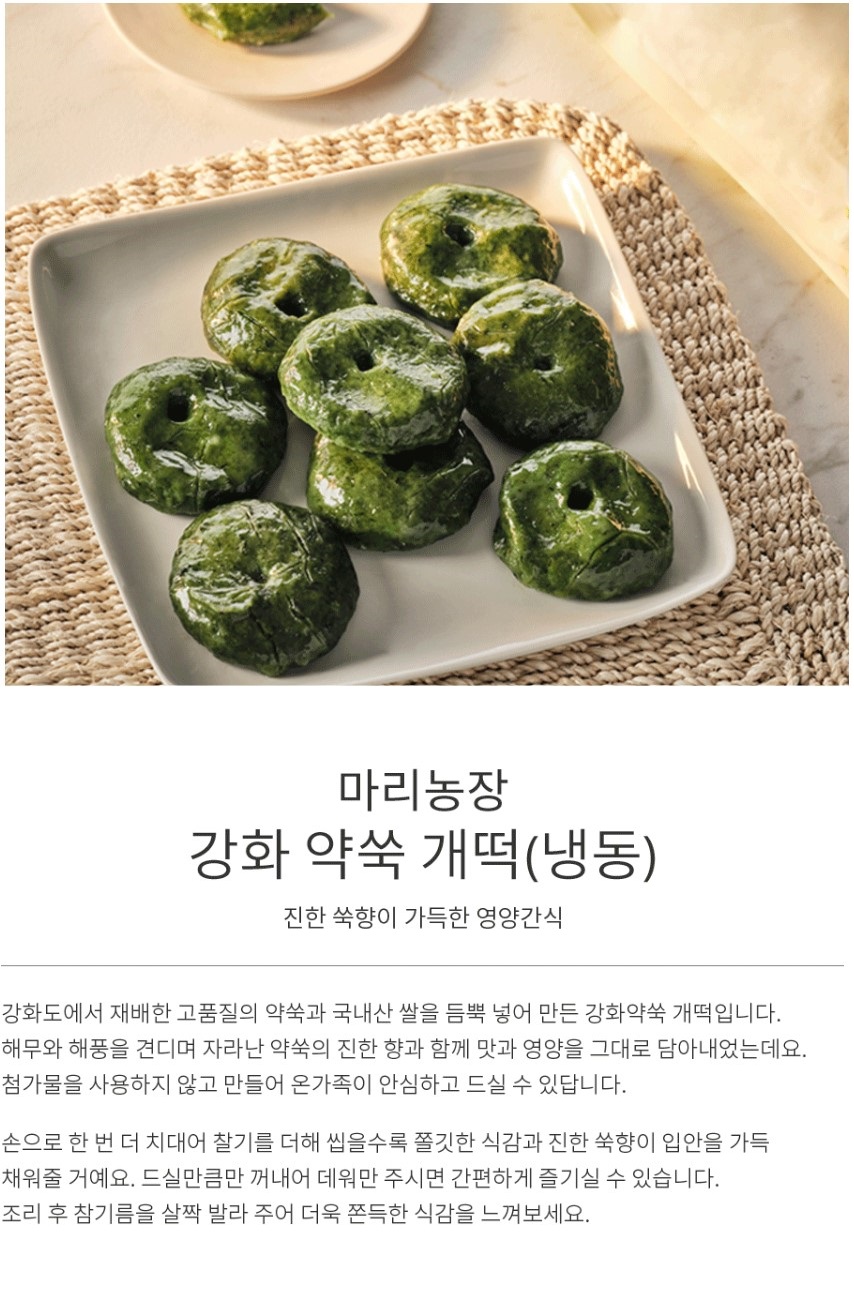 마리농장
강화 약쑥 개떡(냉동)
진한 쑥향이 가득한 영양간식
강화도에서 재배한 고품질의 약쑥과 국내산 쌀을 듬뿍 넣어 만든 강화약쑥 개떡입니다.
해무와 해풍을 견디며 자라난 약쑥의 진한 향과 함께 맛과 영양을 그대로 담아내었는데요.
첨가물을 사용하지 않고 만들어 온가족이 안심하고 드실 수 있답니다.
손으로 한 번 더 치대어 찰기를 더해 씹을수록 쫄깃한 식감과 진한 쑥향이 입안을 가득
채워줄 거예요. 드실만큼만 꺼내어 데워만 주시면 간편하게 즐기실 수 있습니다.
조리 후 참기름을 살짝 발라 주어 더욱 쫀득한 식감을 느껴보세요.